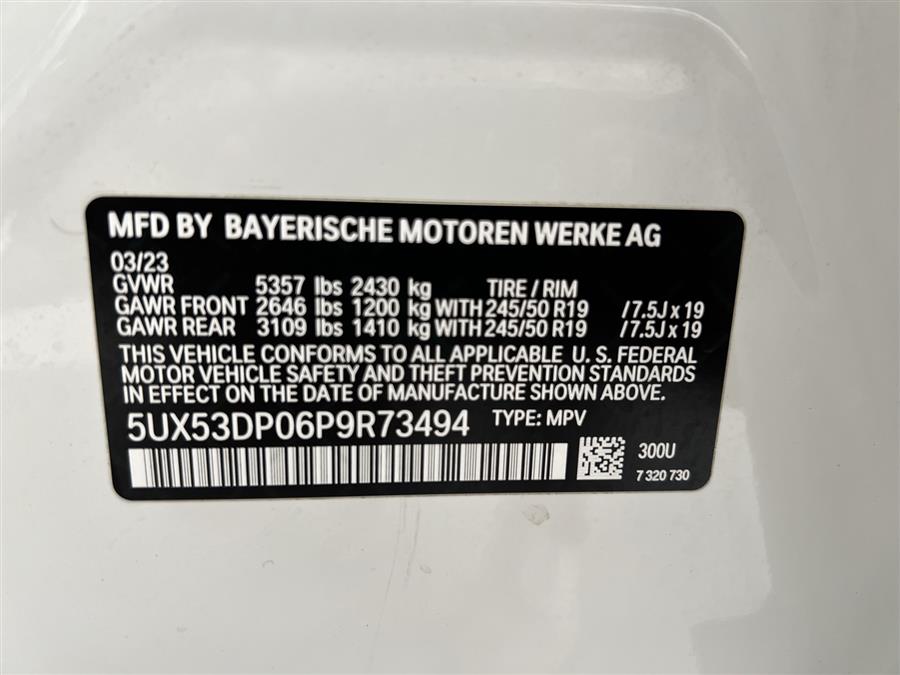 MFD BY BAYERISCHE MOTOREN WERKE AG
03/23
GVWR 5357 lbs 2430 kg TIRE / RIM
GAWR FRONT 2646 lbs 1200 kg WITH 245/50 R19 /7.5J x 19
GAWR REAR 3109 lbs 1410 kg WITH 245/50 R19 /7.5J x 19
THIS VEHICLE CONFORMS TO ALL APPLICABLE U. S. FEDERAL
MOTOR VEHICLE SAFETY AND THEFT PREVENTION STANDARDS
IN EFFECT ON THE DATE OF MANUFACTURE SHOWN ABOVE.
5UX53DP06P9R73494 TYPE: MPV
300U
7 320 730